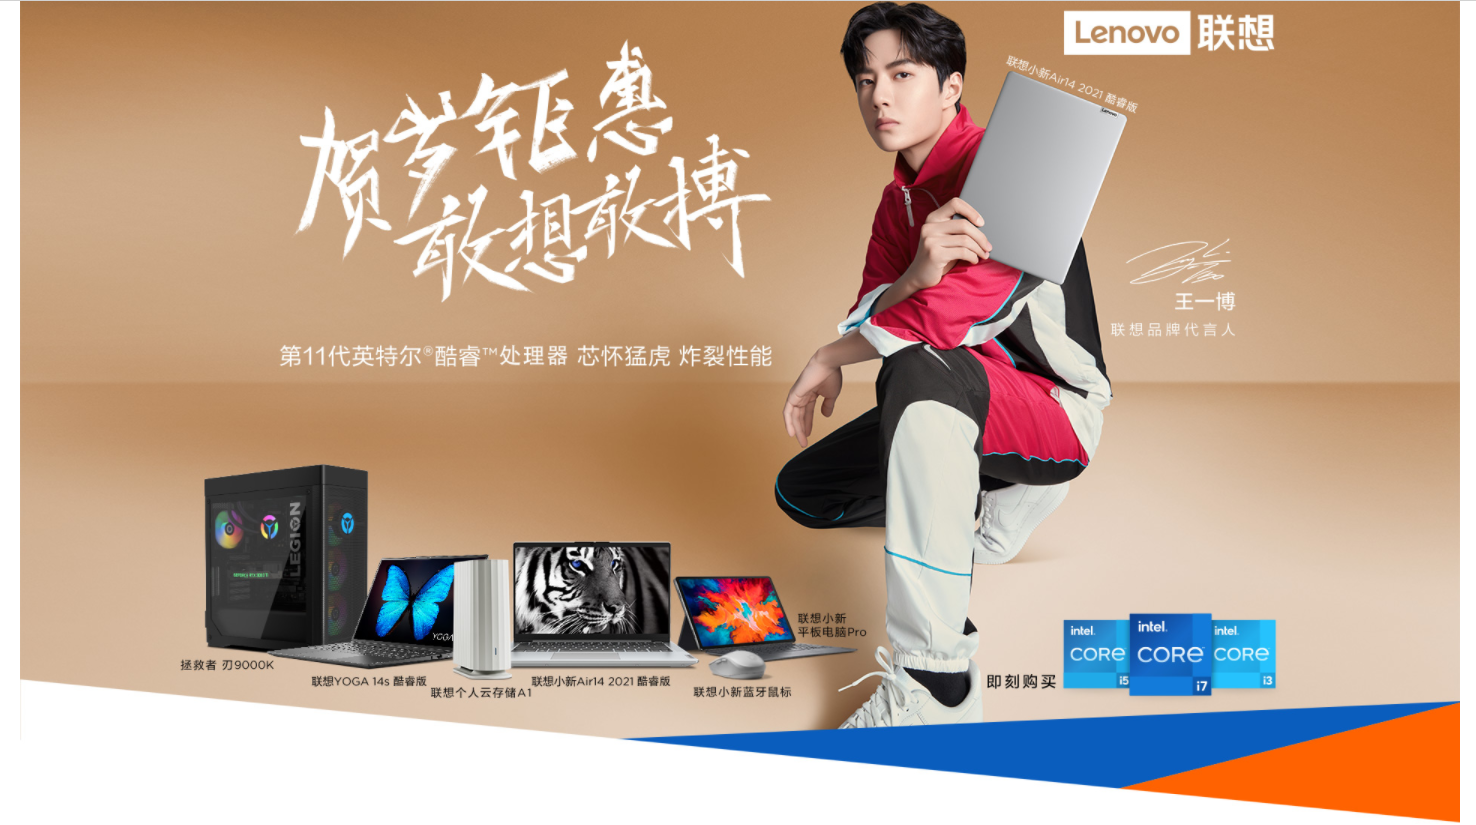 Lenovo 联想
联想小新Air14 2021 酷睿版
Lenovo
贺岁钜惠
敢想敢搏
王一博
联想品牌代言人
第11代英特尔®酷睿™处理器 芯怀猛虎 炸裂性能
LEGION
YOGA
拯救者 刃9000K
联想YOGA 14s 酷睿版
联想个人云存储A1
联想小新Air14 2021 酷睿版
联想小新
平板电脑Pro
联想小新蓝牙鼠标
即刻购买
intel.
CORE
i5
intel.
CORE
i7
intel.
CORE
i3